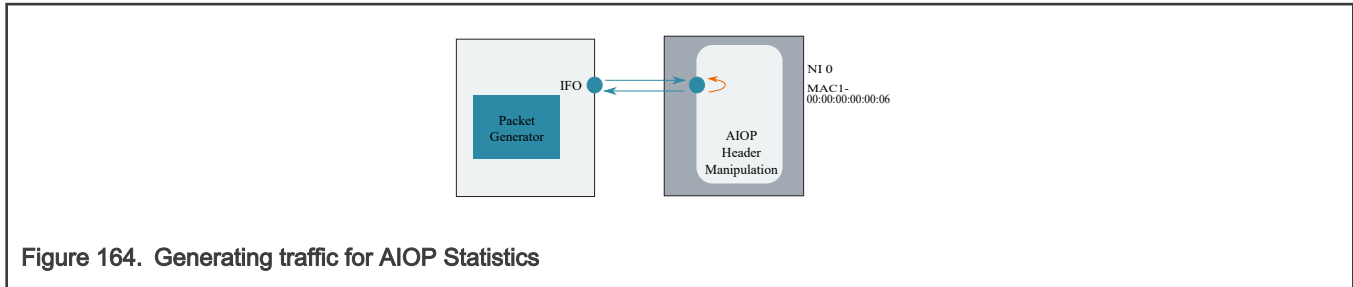 IFO
Packet
Generator
AIOP
Header
Manipulation
NI 0
MAC1-
00:00:00:00:00:06
Figure 164. Generating traffic for AIOP Statistics